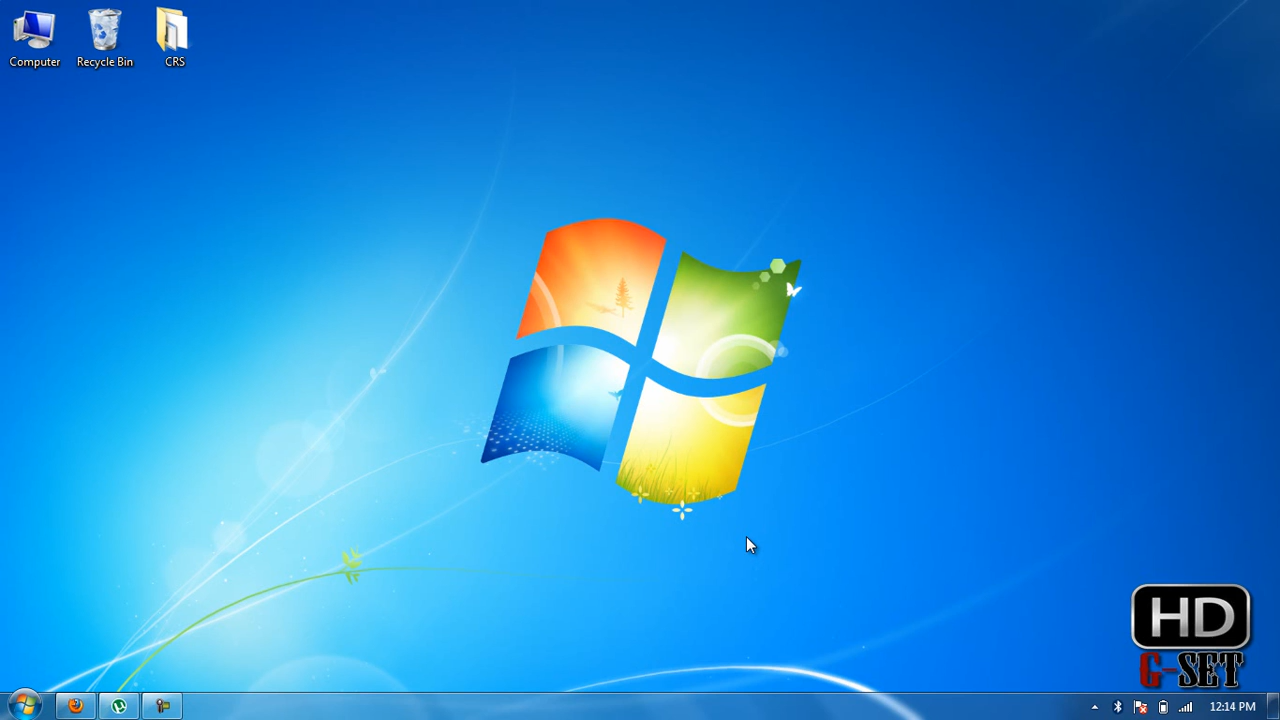 Computer
Recycle Bin
CRS
HD
G-SET
12:14 PM